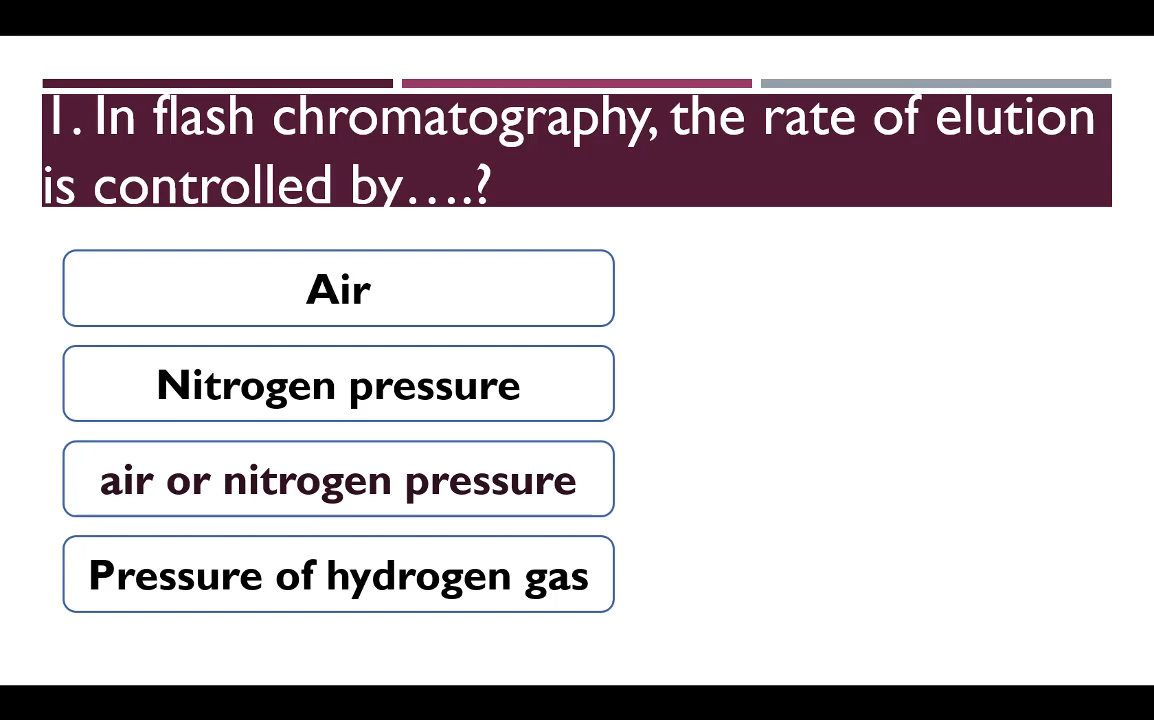 1. In flash chromatography, the rate of elution
is controlled by….?
Air
Nitrogen pressure
air or nitrogen pressure
Pressure of hydrogen gas